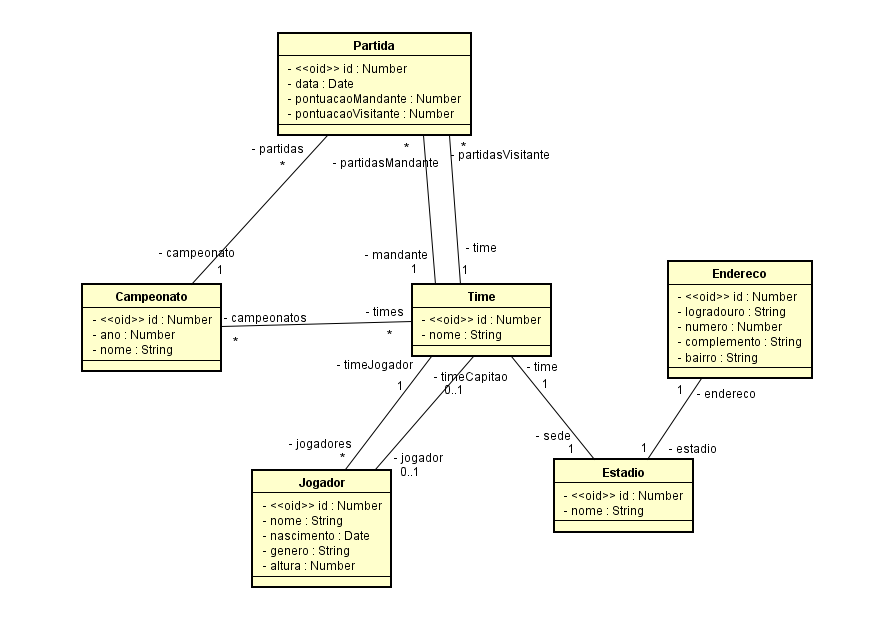 Partida
- <<oid>> id : Number
- data : Date
- pontuacaoMandante : Number
- pontuacaoVisitante : Number
- partidas
*
*
- partidasMandante
*
- partidasVisitante
- campeonato
1
- mandante
1
- time
1
Campeonato
- <<oid>> id : Number
- ano : Number
- nome : String
- campeonatos
*
- times
*
Time
- <<oid>> id : Number
- nome : String
Endereco
- <<oid>> id : Number
- logradouro : String
- numero : Number
- complemento : String
- bairro : String
- timeJogador
1
- timeCapitao
0..1
- time
1
1
- endereco
- jogadores
*
- jogador
0..1
- sede
1
1
- estadio
Jogador
- <<oid>> id : Number
- nome : String
- nascimento : Date
- genero : String
- altura : Number
Estadio
- <<oid>> id : Number
- nome : String